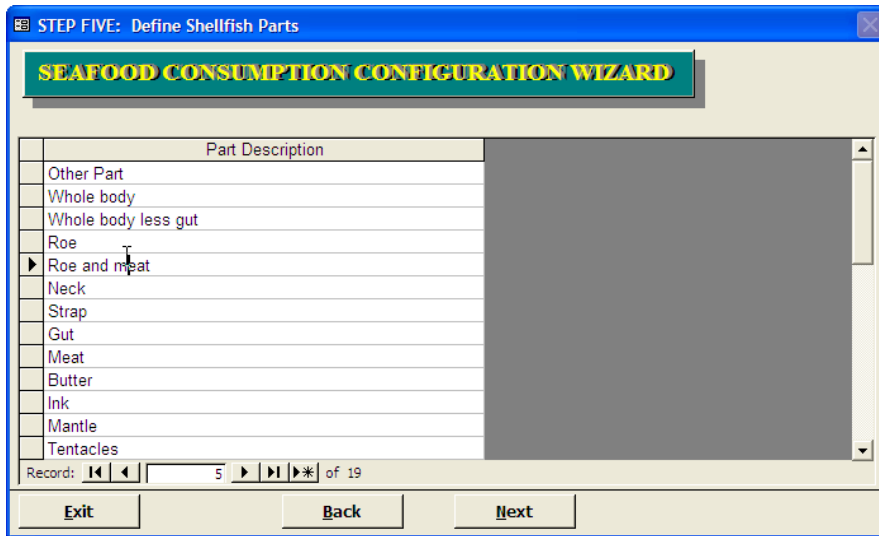 STEP FIVE: Define Shellfish Parts
SEAFOOD CONSUMPTION CONFIGURATION WIZARD
Part Description
Other Part
Whole body
Whole body less gut
Roe
Roe and meat
Neck
Strap
Gut
Meat
Butter
Ink
Mantle
Tentacles
Record: 5 of 19
Exit Back Next